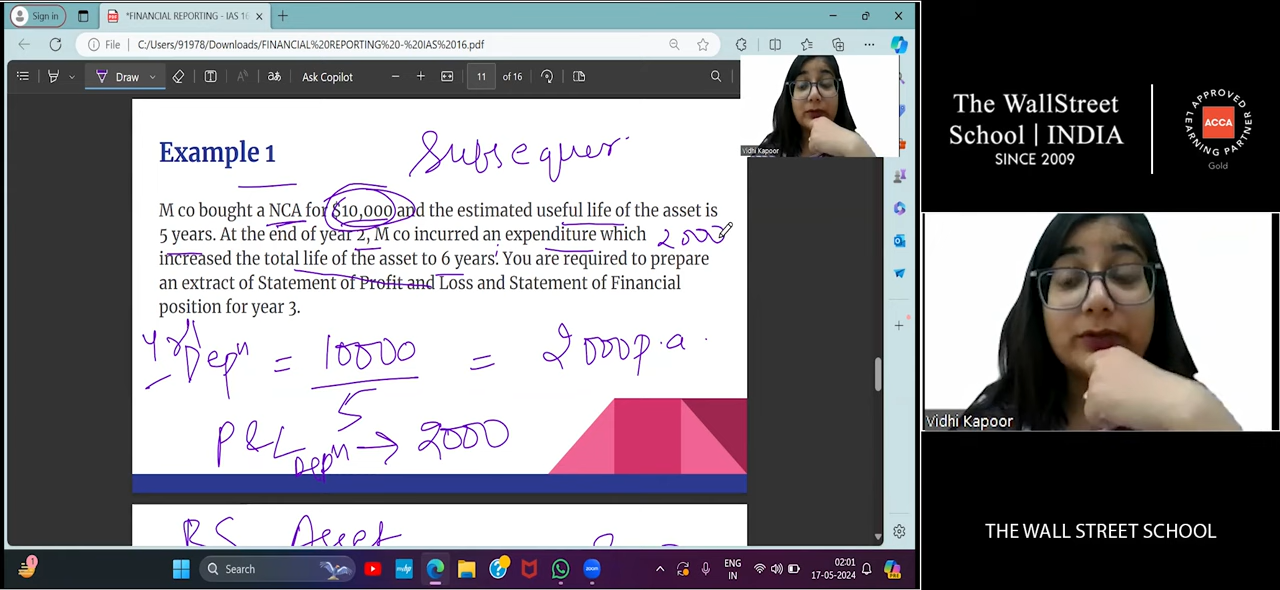 Sign in
*FINANCIAL REPORTING - IAS 16
File
C:/Users/91978/Downloads/FINANCIAL%20REPORTING%20-%20IAS%2016.pdf
Draw
aあ
Ask Copilot
11
of 16
Example 1
Subsequer
M co bought a NCA for $10,000 and the estimated useful life of the asset is
5 years. At the end of year 2, M co incurred an expenditure which
2000
increased the total life of the asset to 6 years. You are required to prepare
an extract of Statement of Profit and Loss and Statement of Financial
position for year 3.
Yr1
Depn = 10000 = 2000 p.a.
5
P&L Depn → 2000
BS Asset
Vidhi Kapoor
Search
ENG
IN
02:01
17-05-2024
The WallStreet
School | INDIA
SINCE 2009
APPROVED
LEARNING PARTNER
ACCA
Gold
Vidhi Kapoor
THE WALL STREET SCHOOL